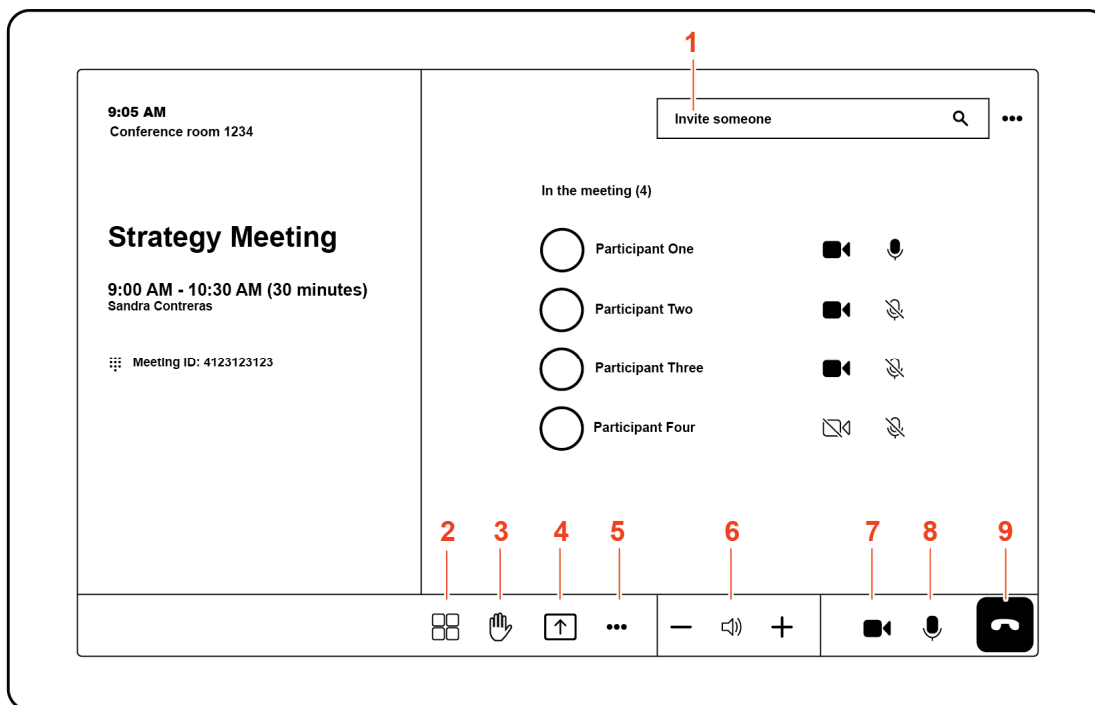 1
9:05 AM
Conference room 1234
Invite someone
In the meeting (4)
Strategy Meeting
Participant One
9:00 AM - 10:30 AM (30 minutes)
Sandra Contreras
Participant Two
Meeting ID: 4123123123
Participant Three
Participant Four
2 3 4 5 6 7 8 9